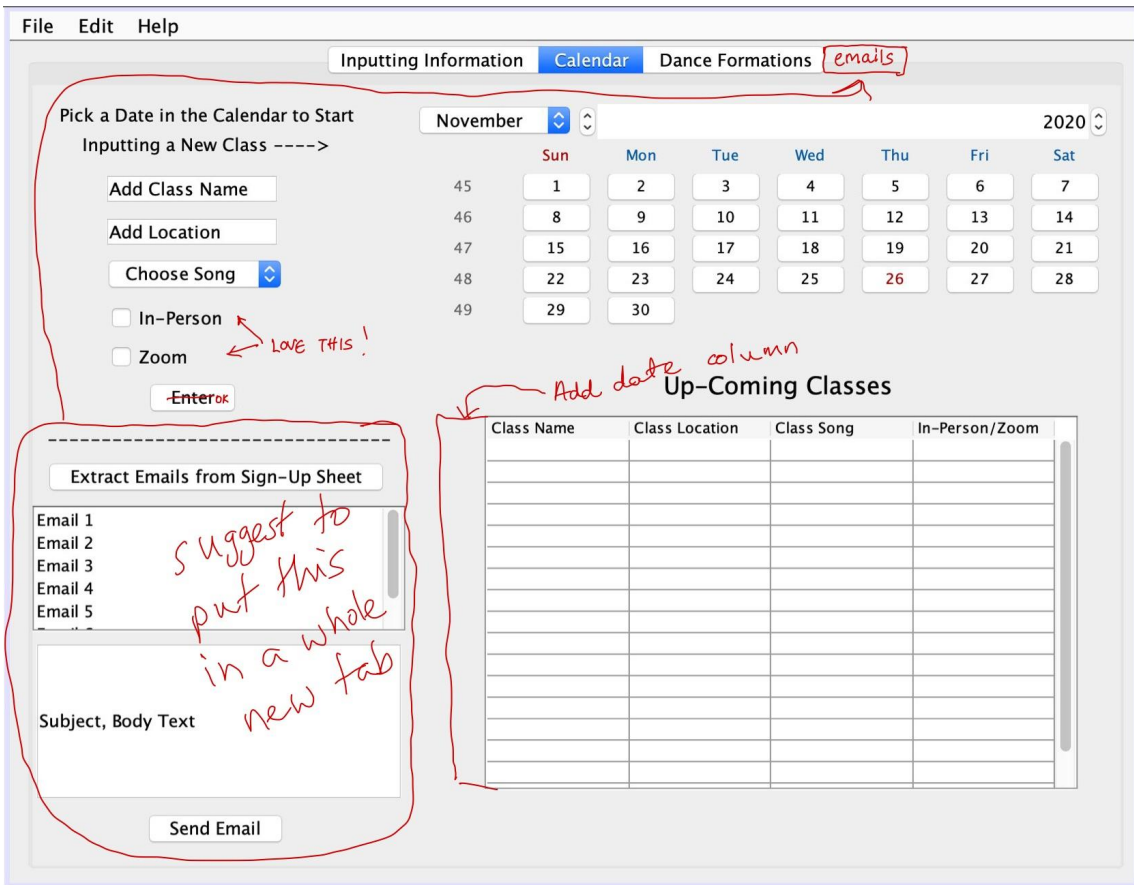 File Edit Help
Inputting Information Calendar Dance Formations emails
Pick a Date in the Calendar to Start
Inputting a New Class ---->
Add Class Name
Add Location
Choose Song
In-Person
Zoom
LOVE THIS!
Enter OK
November 2020
Sun Mon Tue Wed Thu Fri Sat
45 1 2 3 4 5 6 7
46 8 9 10 11 12 13 14
47 15 16 17 18 19 20 21
48 22 23 24 25 26 27 28
49 29 30
Add date column
Up-Coming Classes
Class Name Class Location Class Song In-Person/Zoom
Extract Emails from Sign-Up Sheet
Email 1
Email 2
Email 3
Email 4
Email 5
suggest to
put this
in a whole
new tab
Subject, Body Text
Send Email